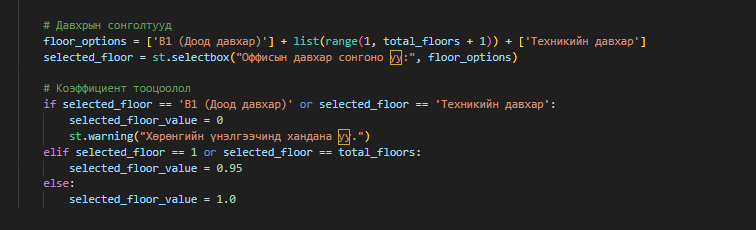 # Давхрын сонголтууд
floor_options = ['B1 (Доод давхар)'] + list(range(1, total_floors + 1)) + ['Техникийн давхар']
selected_floor = st.selectbox("Оффисын давхар сонгоно уу:", floor_options)
# Коэффициент тооцоолол
if selected_floor == 'B1 (Доод давхар)' or selected_floor == 'Техникийн давхар':
selected_floor_value = 0
st.warning("Хөрөнгийн үнэлгээчинд хандана уу.")
elif selected_floor == 1 or selected_floor == total_floors:
selected_floor_value = 0.95
else:
selected_floor_value = 1.0